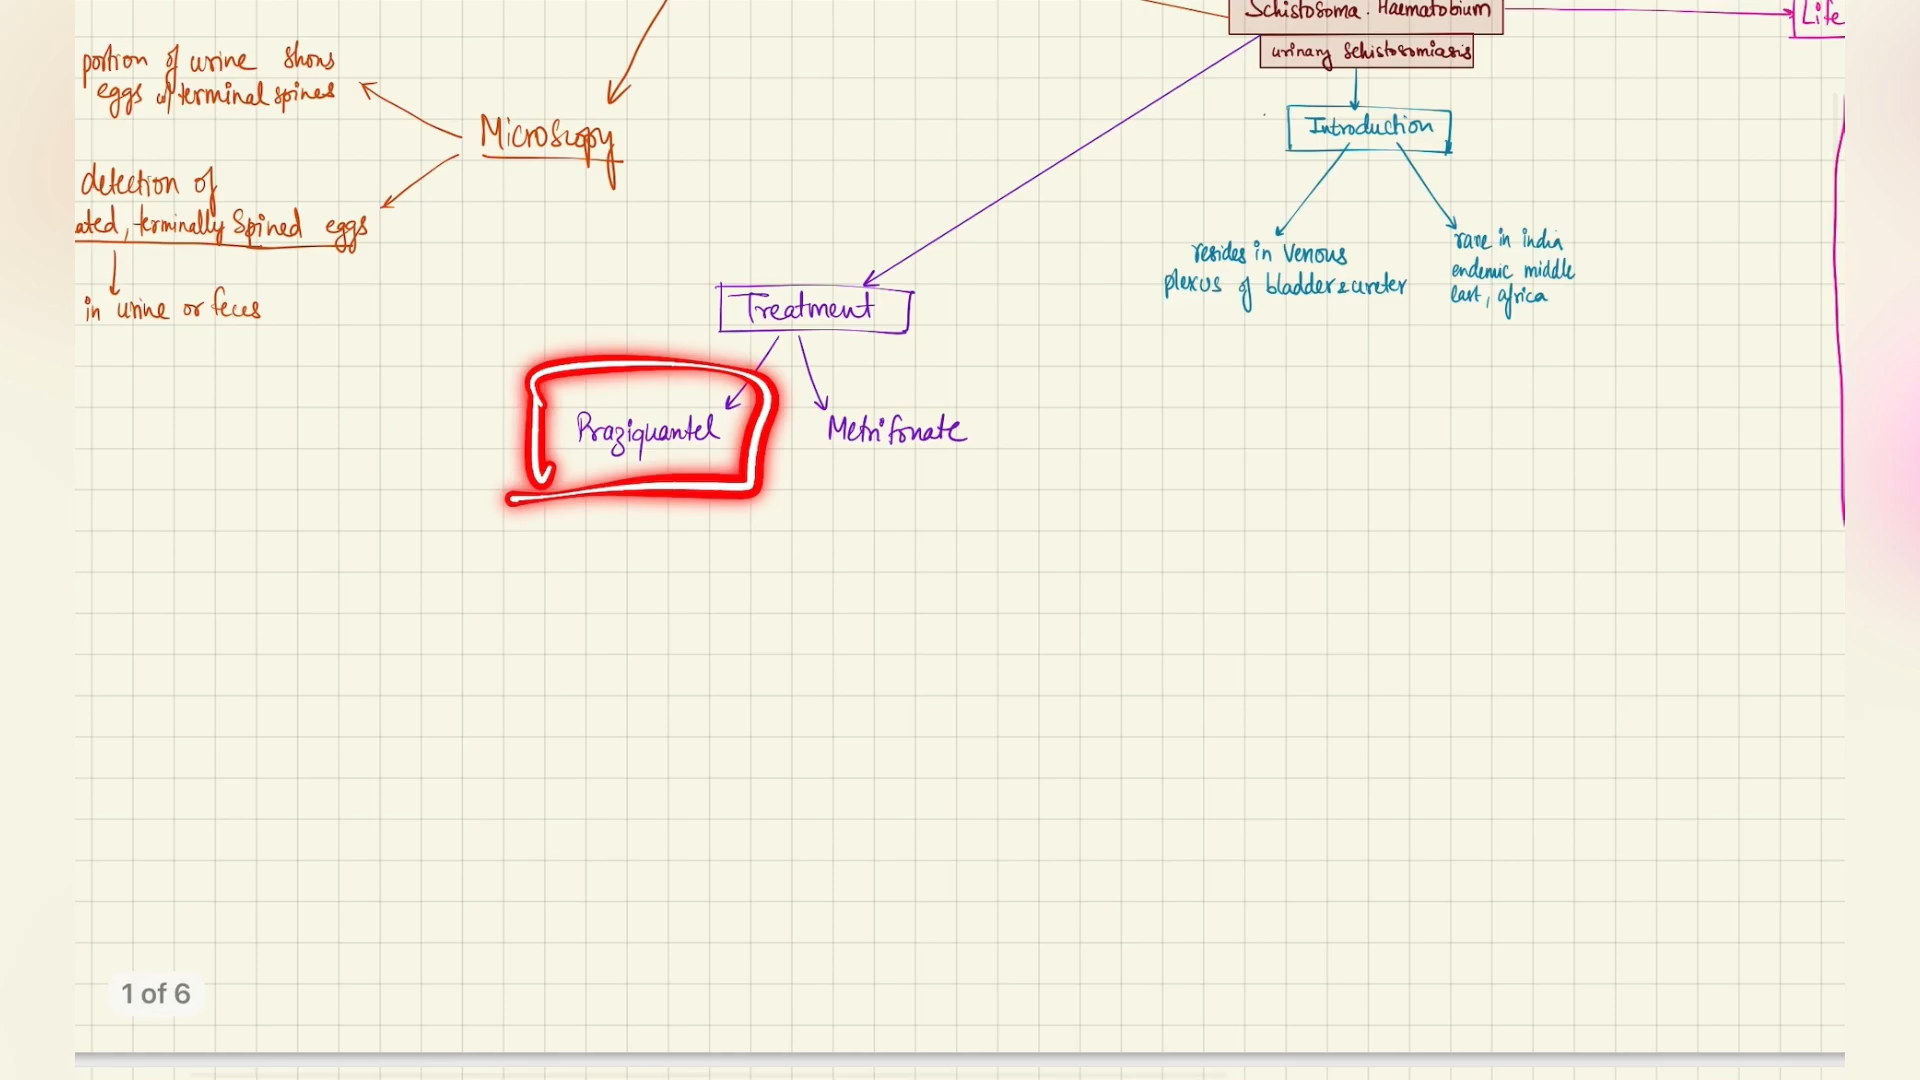 Schistosoma. Haematobium
urinary Schistosomiasis
Life
Introduction
resides in Venous
plexus of bladder & ureter
rare in india
endemic middle
east, africa
portion of urine shows
eggs w/ terminal spines
Microscopy
detection of
ated, terminally Spined eggs
in urine or feces
Treatment
Praziquantel
Metrifonate
1 of 6